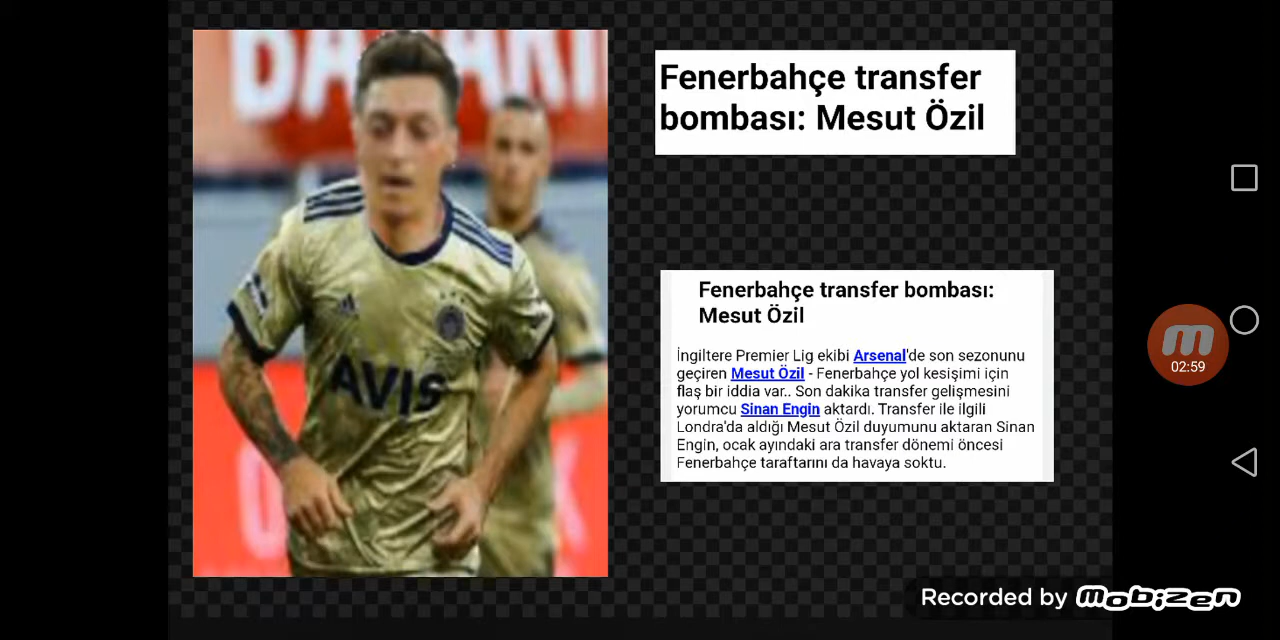 Fenerbahçe transfer
bombası: Mesut Özil
Fenerbahçe transfer bombası:
Mesut Özil
İngiltere Premier Lig ekibi Arsenal'de son sezonunu
geçiren Mesut Özil - Fenerbahçe yol kesişimi için
flaş bir iddia var.. Son dakika transfer gelişmesini
yorumcu Sinan Engin aktardı. Transfer ile ilgili
Londra'da aldığı Mesut Özil duyumunu aktaran Sinan
Engin, ocak ayındaki ara transfer dönemi öncesi
Fenerbahçe taraftarını da havaya soktu.
AVIS
02:59
Recorded by mobizen